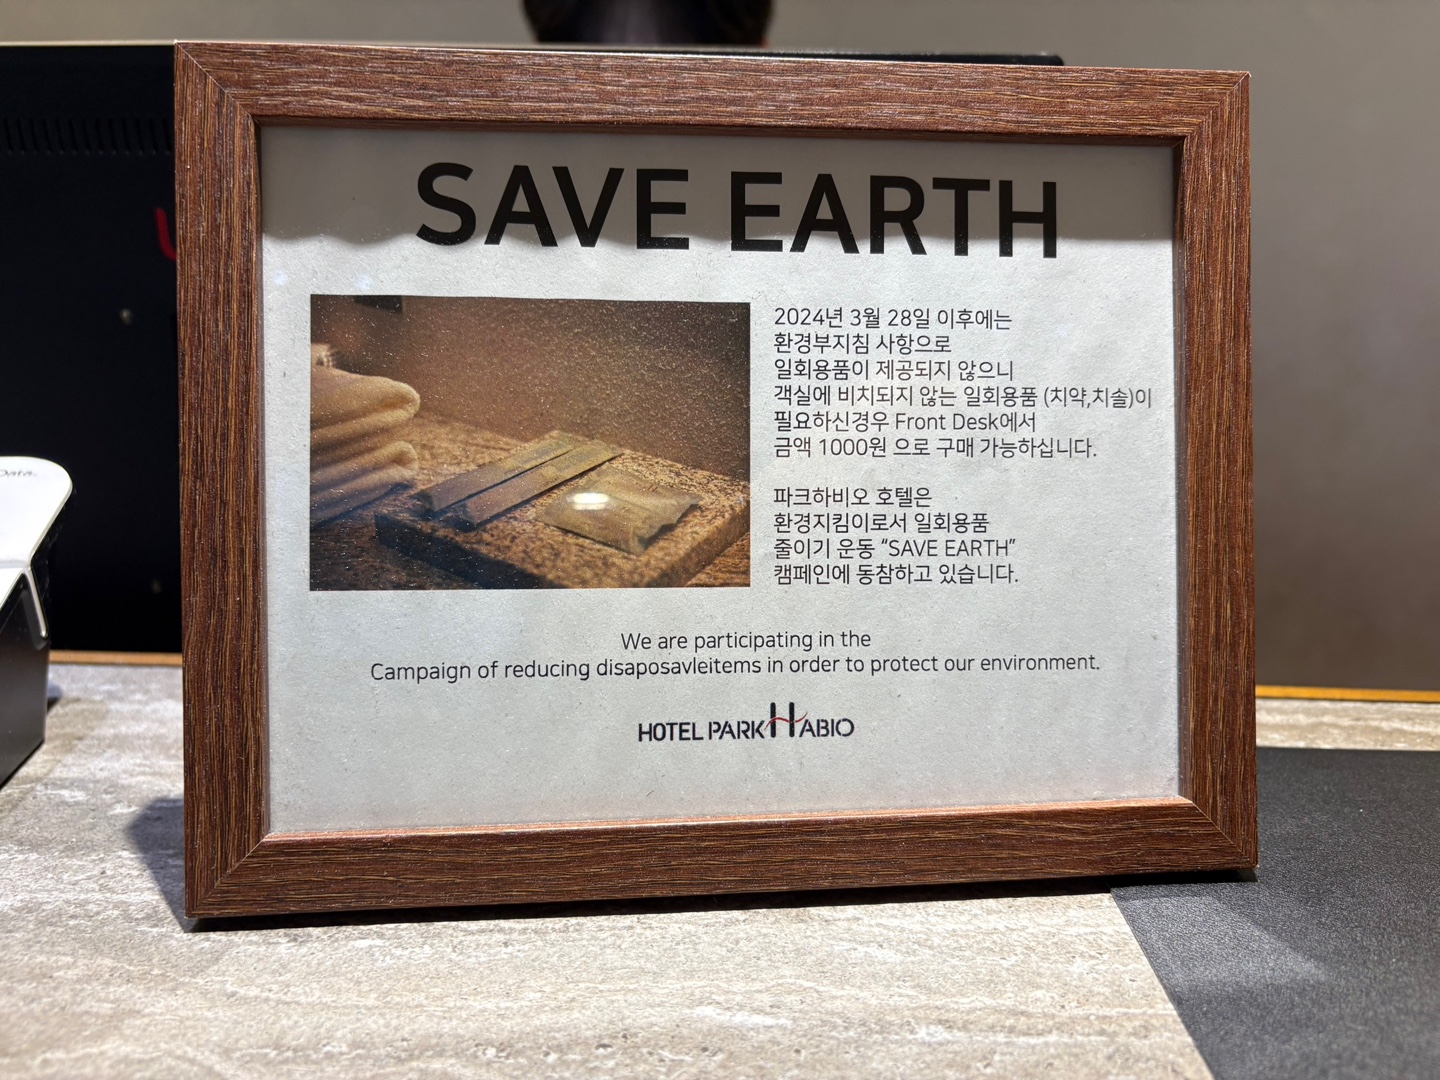 SAVE EARTH
2024년 3월 28일 이후에는
환경부지침 사항으로
일회용품이 제공되지 않으니
객실에 비치되지 않는 일회용품 (치약,치솔)이
필요하신경우 Front Desk에서
금액 1000원 으로 구매 가능하십니다.
파크하비오 호텔은
환경지킴이로서 일회용품
줄이기 운동 “SAVE EARTH”
캠페인에 동참하고 있습니다.
We are participating in the
Campaign of reducing disaposavleitems in order to protect our environment.
HOTEL PARK HABIO